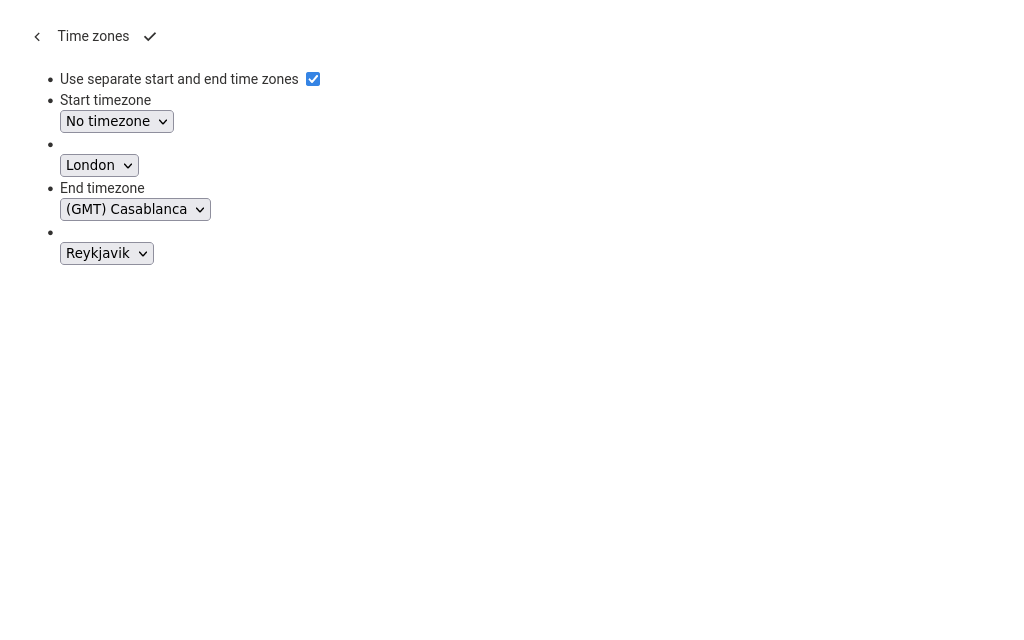 Time zones
Use separate start and end time zones
Start timezone
No timezone
London
End timezone
(GMT) Casablanca
Reykjavik